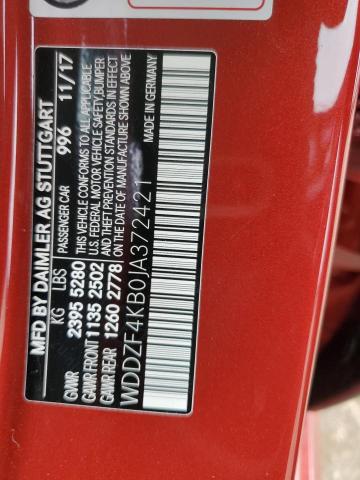 MFD BY DAIMLER AG STUTTGART
PASSENGER CAR 996 11/17
KG LBS
GVWR 2395 5280
GAWR FRONT 1135 2502
GAWR REAR 1260 2778
THIS VEHICLE CONFORMS TO ALL APPLICABLE
U.S. FEDERAL MOTOR VEHICLE SAFETY, BUMPER
AND THEFT PREVENTION STANDARDS IN EFFECT
ON THE DATE OF MANUFACTURE SHOWN ABOVE.
WDDZF4KB0JA372421
MADE IN GERMANY